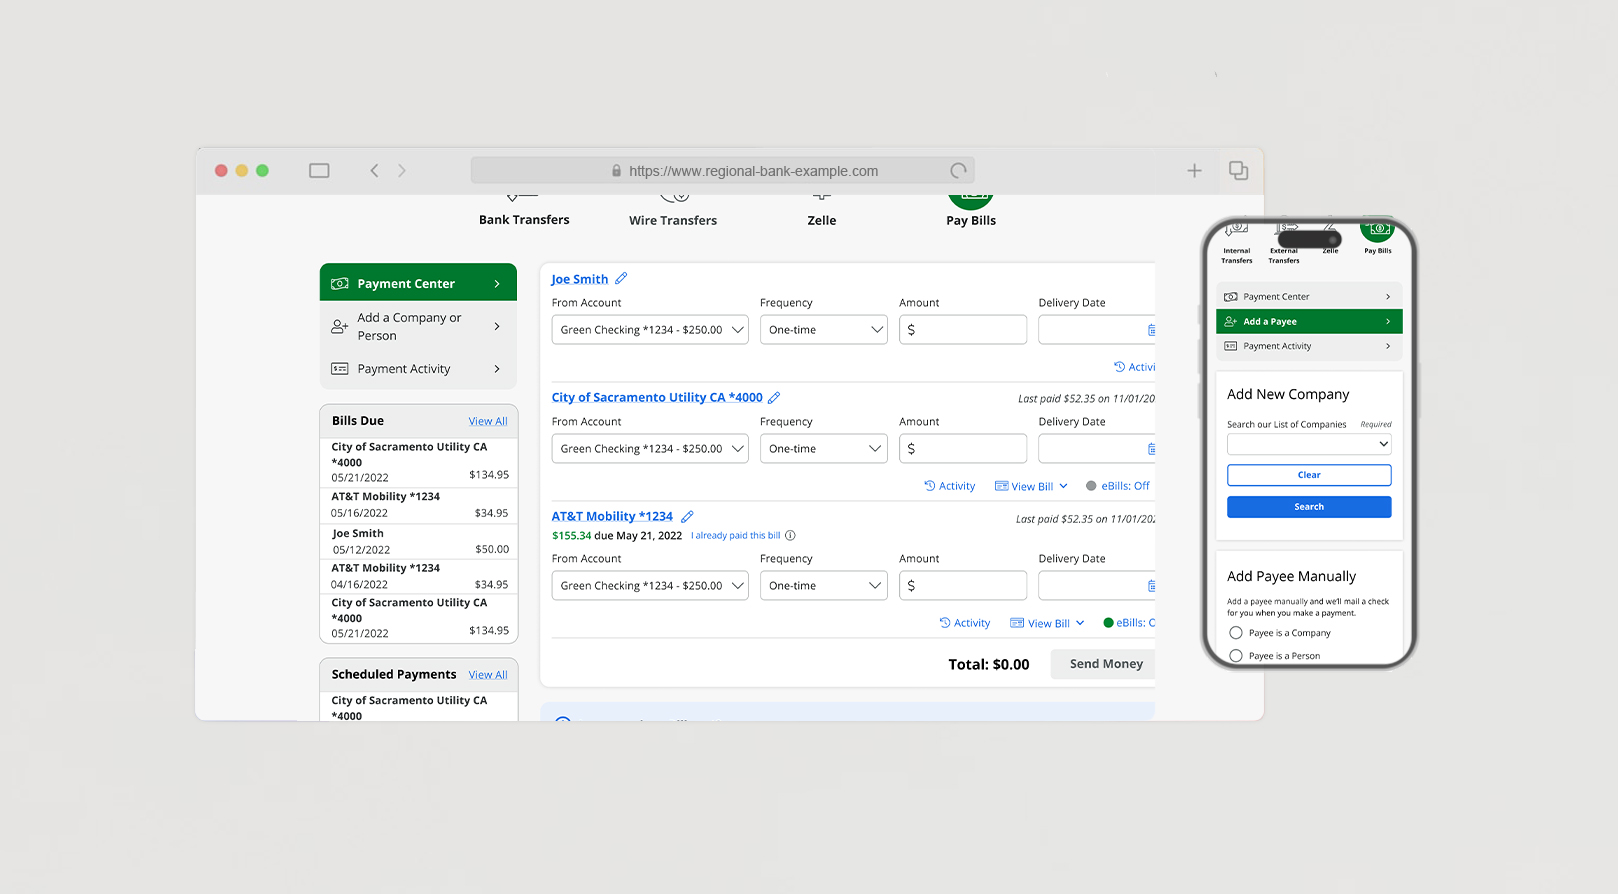 https://www.regional-bank-example.com
Bank Transfers
Wire Transfers
Zelle
Pay Bills
Payment Center
Add a Company or
Person
Payment Activity
Bills Due
View All
City of Sacramento Utility CA
*4000
05/21/2022
$134.95
AT&T Mobility *1234
05/16/2022
$34.95
Joe Smith
05/12/2022
$50.00
AT&T Mobility *1234
04/16/2022
$34.95
City of Sacramento Utility CA
*4000
05/21/2022
$134.95
Scheduled Payments
View All
City of Sacramento Utility CA
*4000
Joe Smith
From Account
Frequency
Amount
Delivery Date
Green Checking *1234 - $250.00
One-time
$
Activi
City of Sacramento Utility CA *4000
Last paid $52.35 on 11/01/20
From Account
Frequency
Amount
Delivery Date
Green Checking *1234 - $250.00
One-time
$
Activity
View Bill
eBills: Off
AT&T Mobility *1234
Last paid $52.35 on 11/01/202
$155.34 due May 21, 2022
I already paid this bill
From Account
Frequency
Amount
Delivery Date
Green Checking *1234 - $250.00
One-time
$
Activity
View Bill
eBills:
Total: $0.00
Send Money
Internal
Transfers
External
Transfers
Zelle
Pay Bills
Payment Center
Add a Payee
Payment Activity
Add New Company
Search our List of Companies
Required
Clear
Search
Add Payee Manually
Add a payee manually and we'll mail a check
for you when you make a payment.
Payee is a Company
Payee is a Person